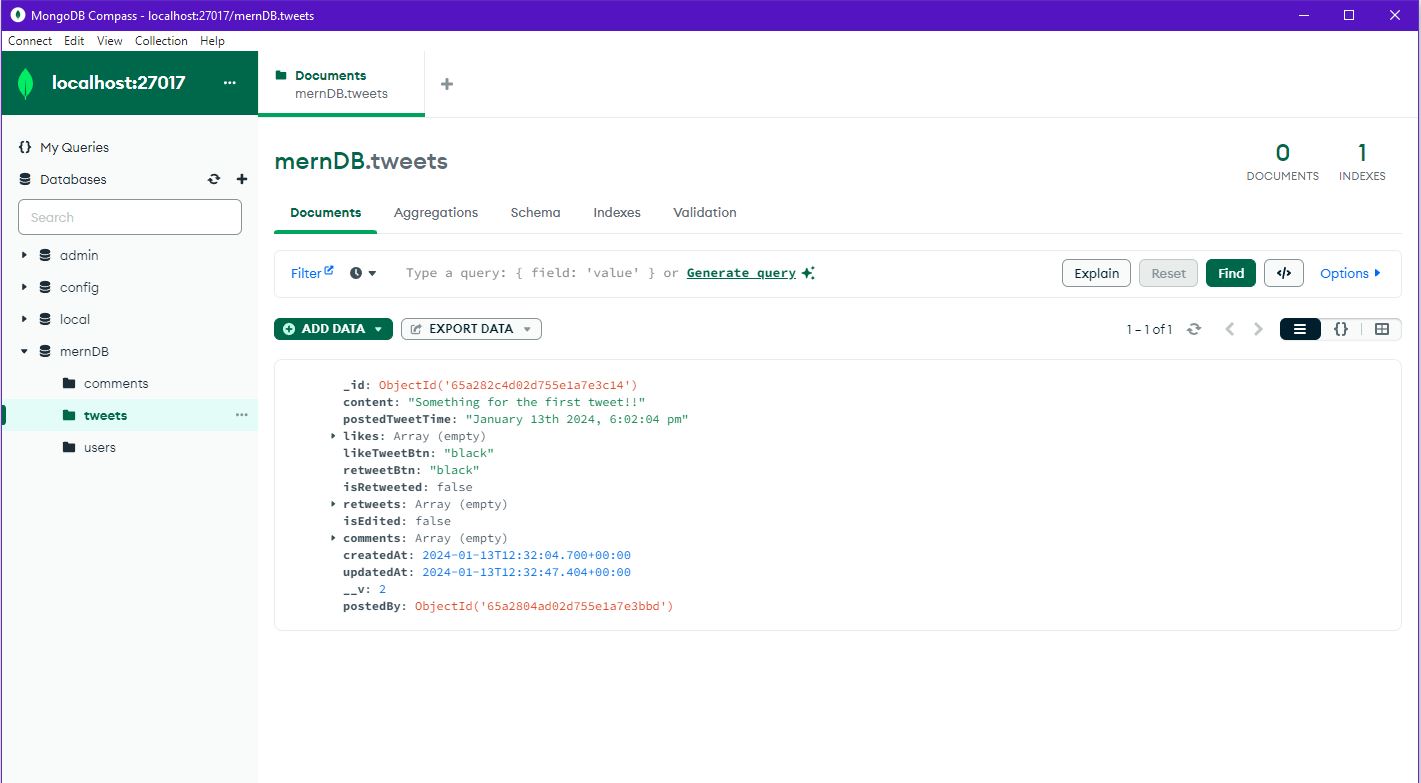 MongoDB Compass - localhost:27017/mernDB.tweets
Connect Edit View Collection Help
localhost:27017 ...
Documents
mernDB.tweets
{} My Queries
Databases
Search
admin
config
local
mernDB
comments
tweets ...
users
mernDB.tweets
0 DOCUMENTS
1 INDEXES
Documents Aggregations Schema Indexes Validation
Filter Type a query: { field: 'value' } or Generate query Explain Reset Find </> Options
ADD DATA EXPORT DATA 1 – 1 of 1 {}
_id: ObjectId('65a282c4d02d755e1a7e3c14')
content: "Something for the first tweet!!"
postedTweetTime: "January 13th 2024, 6:02:04 pm"
likes: Array (empty)
likeTweetBtn: "black"
retweetBtn: "black"
isRetweeted: false
retweets: Array (empty)
isEdited: false
comments: Array (empty)
createdAt: 2024-01-13T12:32:04.700+00:00
updatedAt: 2024-01-13T12:32:47.404+00:00
__v: 2
postedBy: ObjectId('65a2804ad02d755e1a7e3bbd')